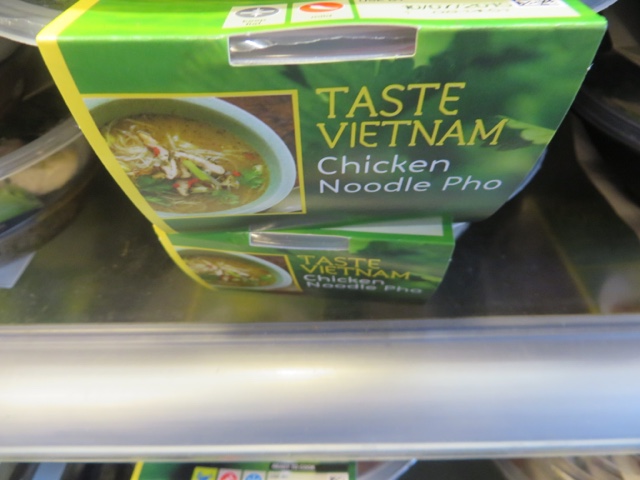 TASTE
VIETNAM
Chicken
Noodle Pho
TASTE
VIETNAM
Chicken
Noodle Pho